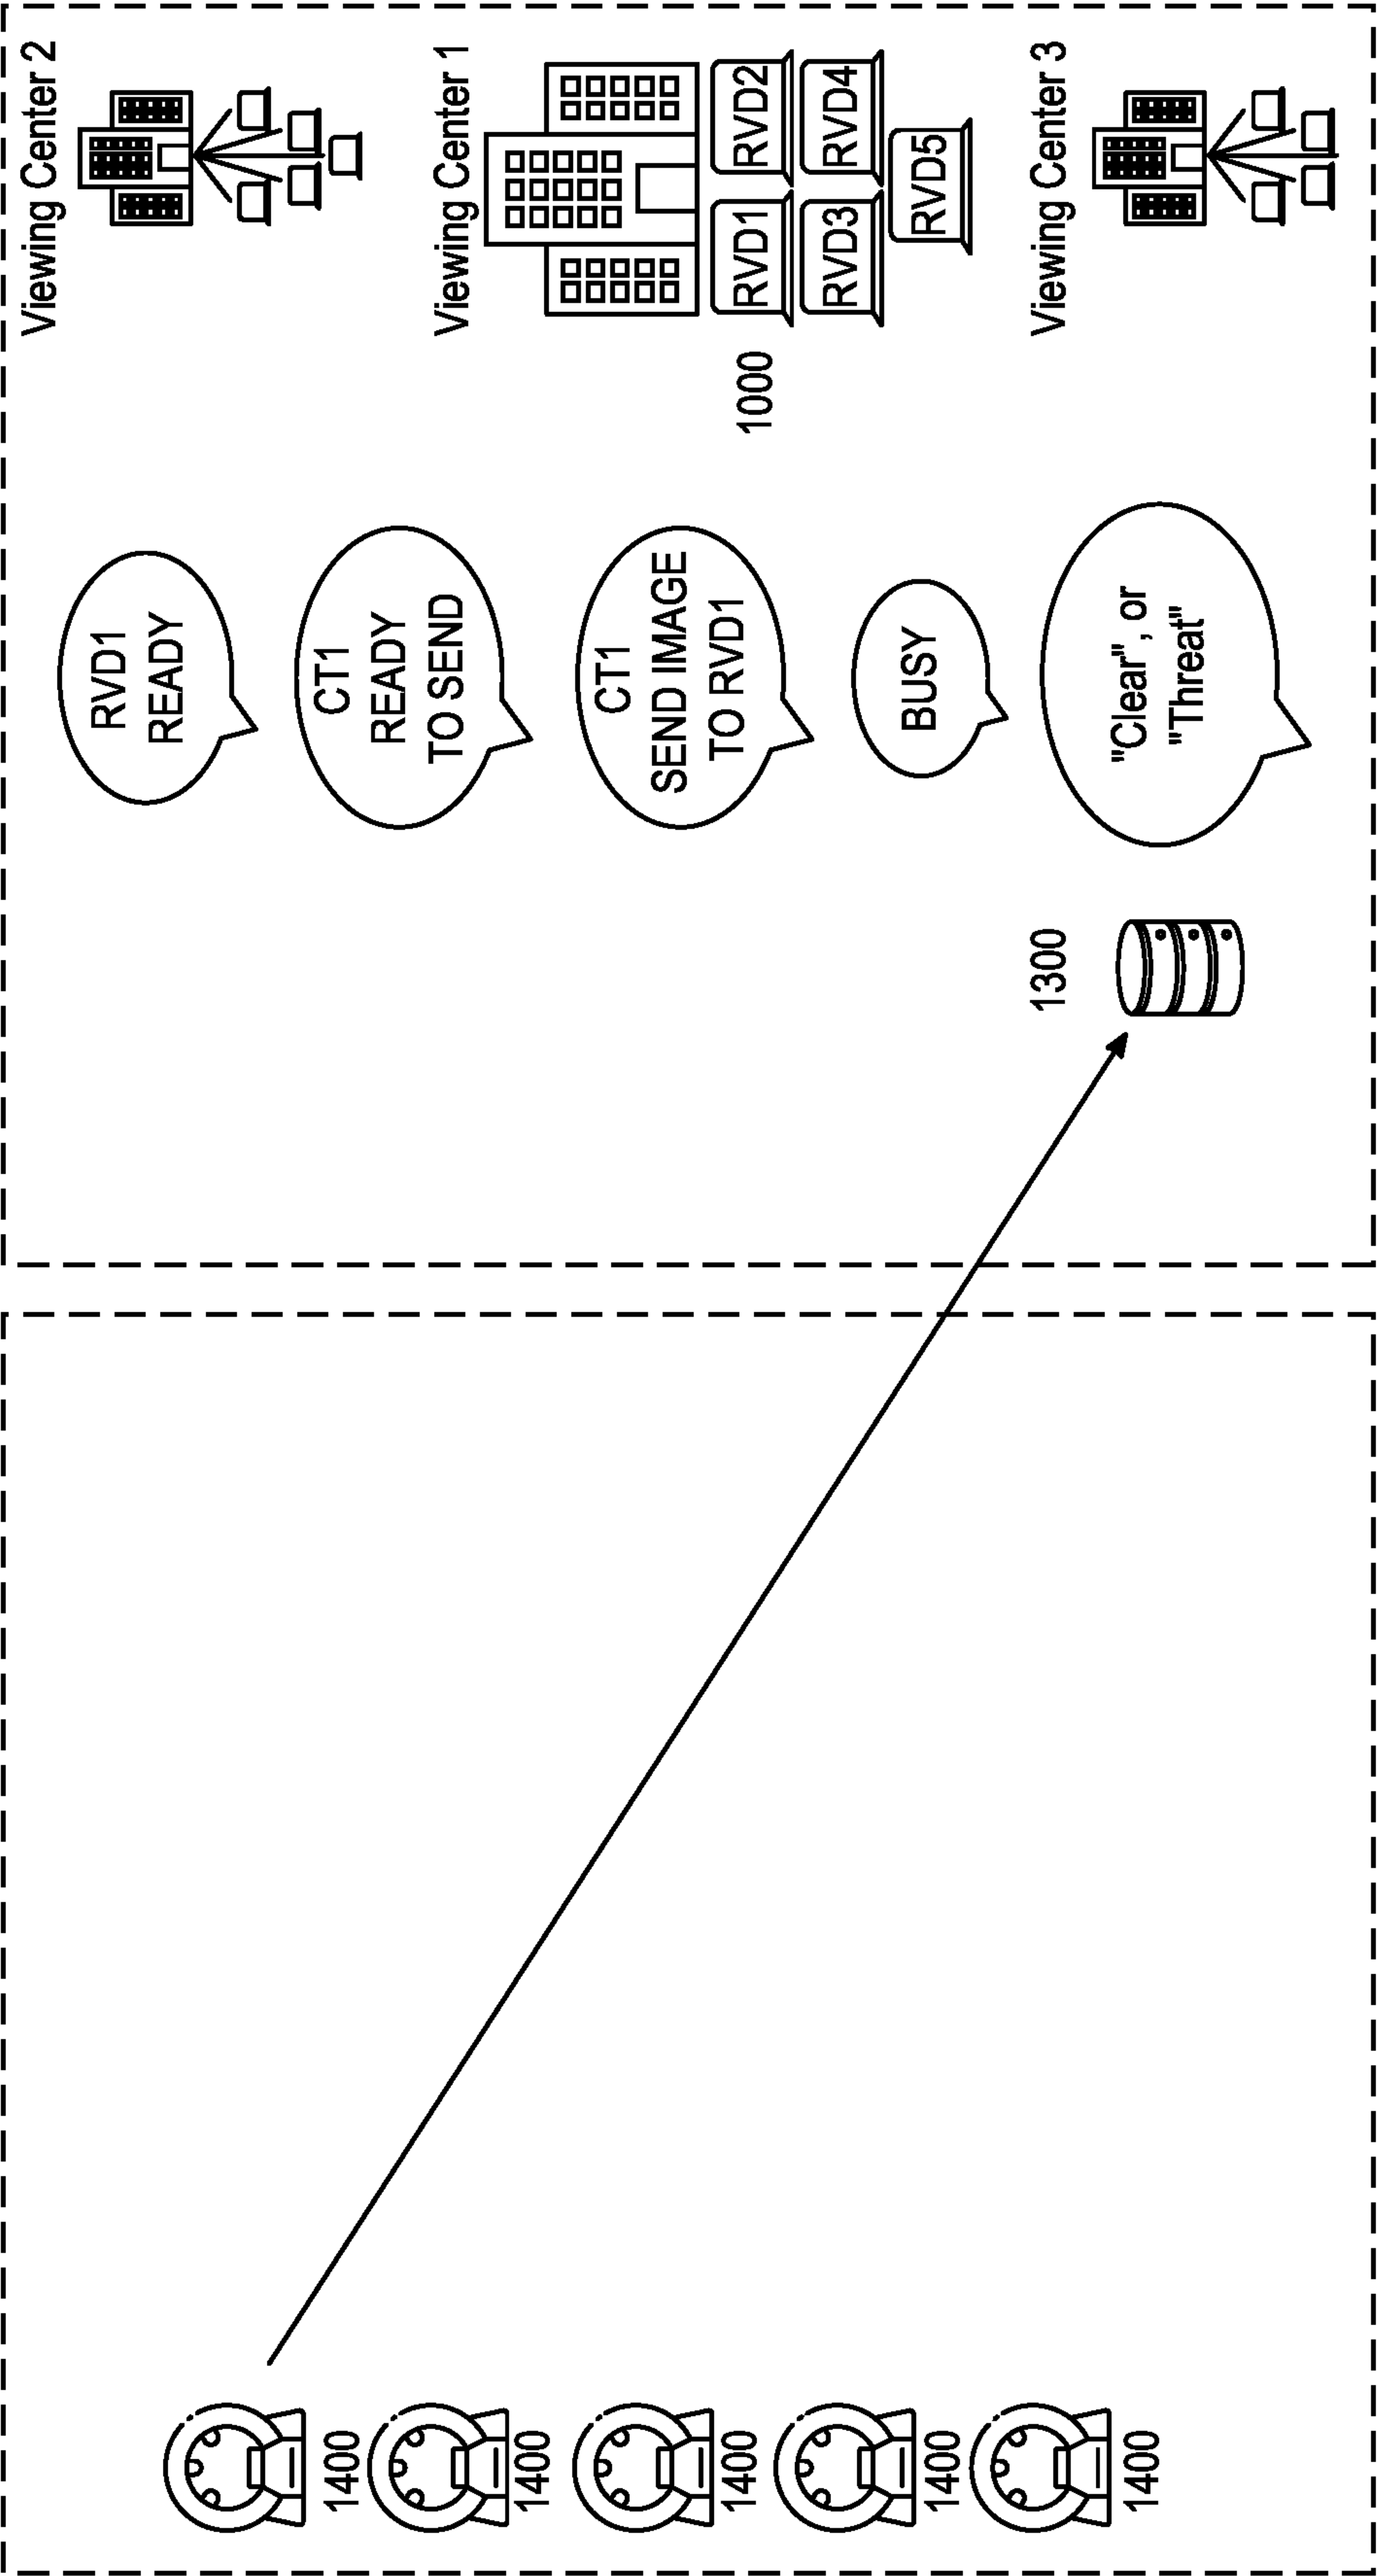 1400
1400
1400
1400
1400
1300
RVD1
READY
CT1
READY
TO SEND
CT1
SEND IMAGE
TO RVD1
BUSY
"Clear", or
"Threat"
Viewing Center 2
Viewing Center 1
1000
RVD1
RVD2
RVD3
RVD4
RVD5
Viewing Center 3